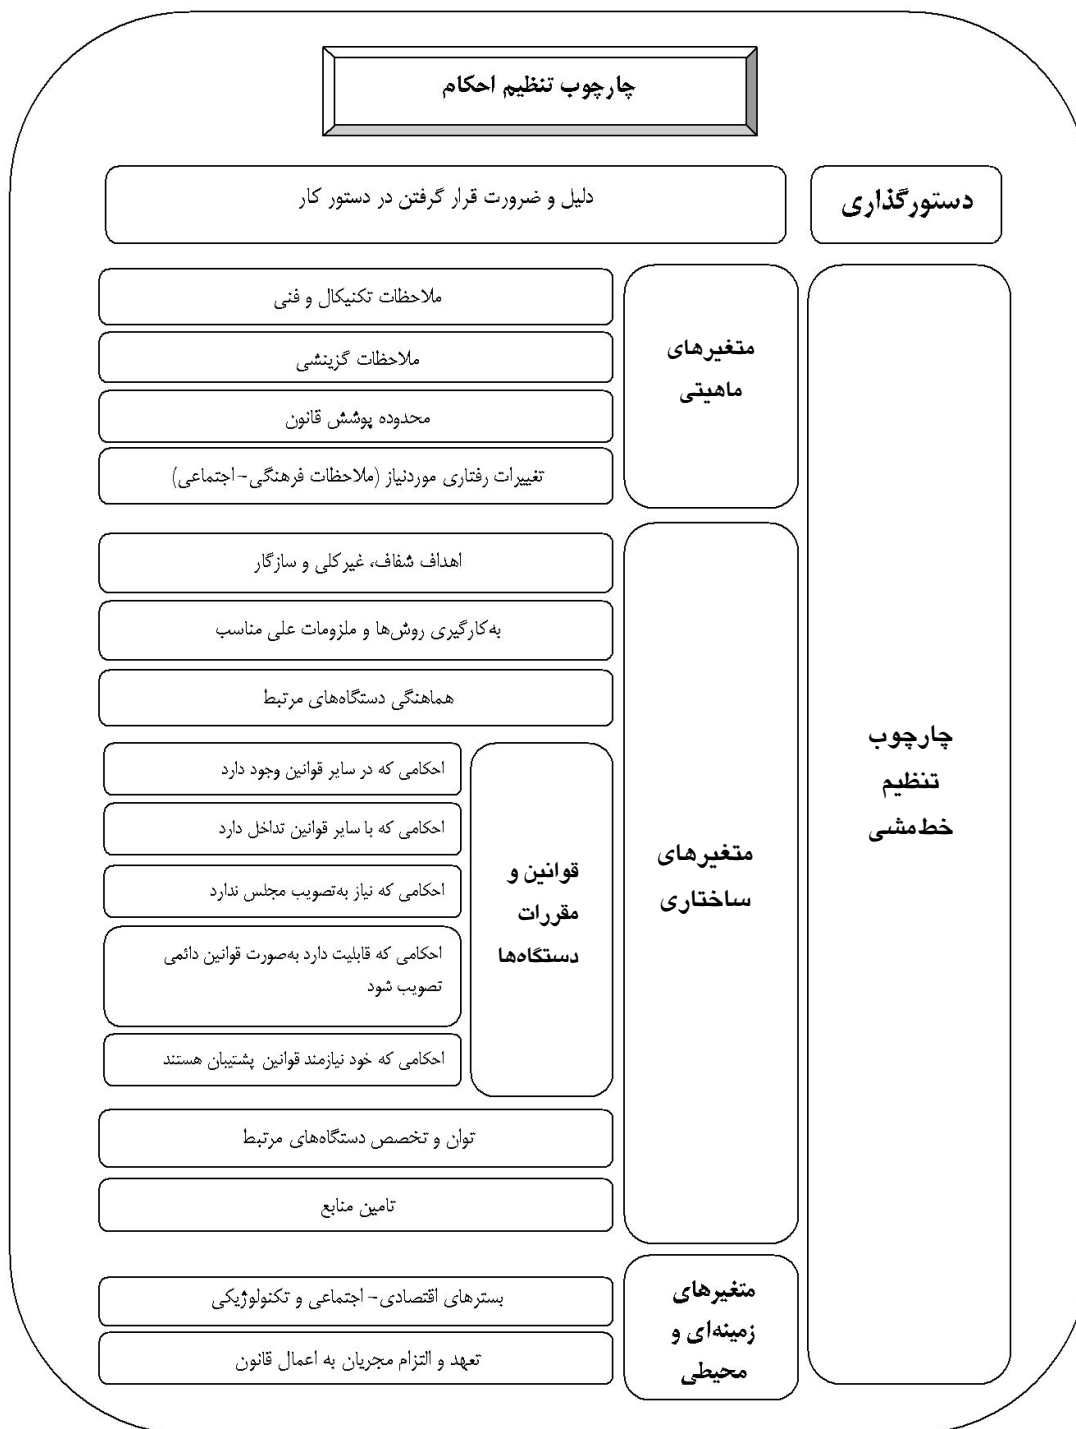 چارچوب تنظیم احکام
دستورگذاری
دلیل و ضرورت قرار گرفتن در دستور کار
چارچوب
تنظیم
خط‌مشی
متغیرهای
ماهیتی
ملاحظات تکنیکال و فنی
ملاحظات گزینشی
محدوده پوشش قانون
تغییرات رفتاری موردنیاز (ملاحظات فرهنگی-اجتماعی)
متغیرهای
ساختاری
اهداف شفاف، غیرکلی و سازگار
به‌کارگیری روش‌ها و ملزومات علی مناسب
هماهنگی دستگاه‌های مرتبط
قوانین و
مقررات
دستگاه‌ها
احکامی که در سایر قوانین وجود دارد
احکامی که با سایر قوانین تداخل دارد
احکامی که نیاز به‌تصویب مجلس ندارد
احکامی که قابلیت دارد به‌صورت قوانین دائمی
تصویب شود
احکامی که خود نیازمند قوانین پشتیبان هستند
توان و تخصص دستگاه‌های مرتبط
تامین منابع
متغیرهای
زمینه‌ای و
محیطی
بسترهای اقتصادی- اجتماعی و تکنولوژیکی
تعهد و التزام مجریان به اعمال قانون